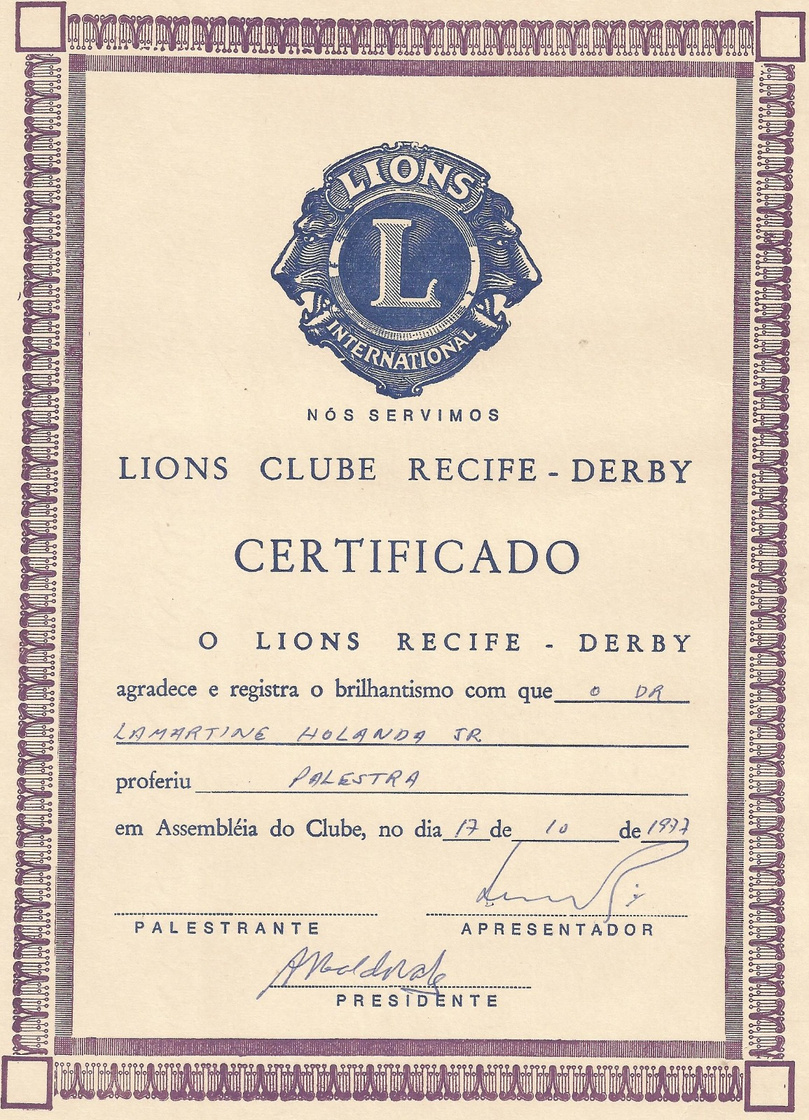 LIONS
L
INTERNATIONAL
NÓS SERVIMOS
LIONS CLUBE RECIFE - DERBY
CERTIFICADO
O LIONS RECIFE - DERBY
agradece e registra o brilhantismo com que O DR
LAMARTINE HOLANDA JR
proferiu PALESTRA
em Assembléia do Clube, no dia 17 de 10 de 1977
PALESTRANTE APRESENTADOR
PRESIDENTE